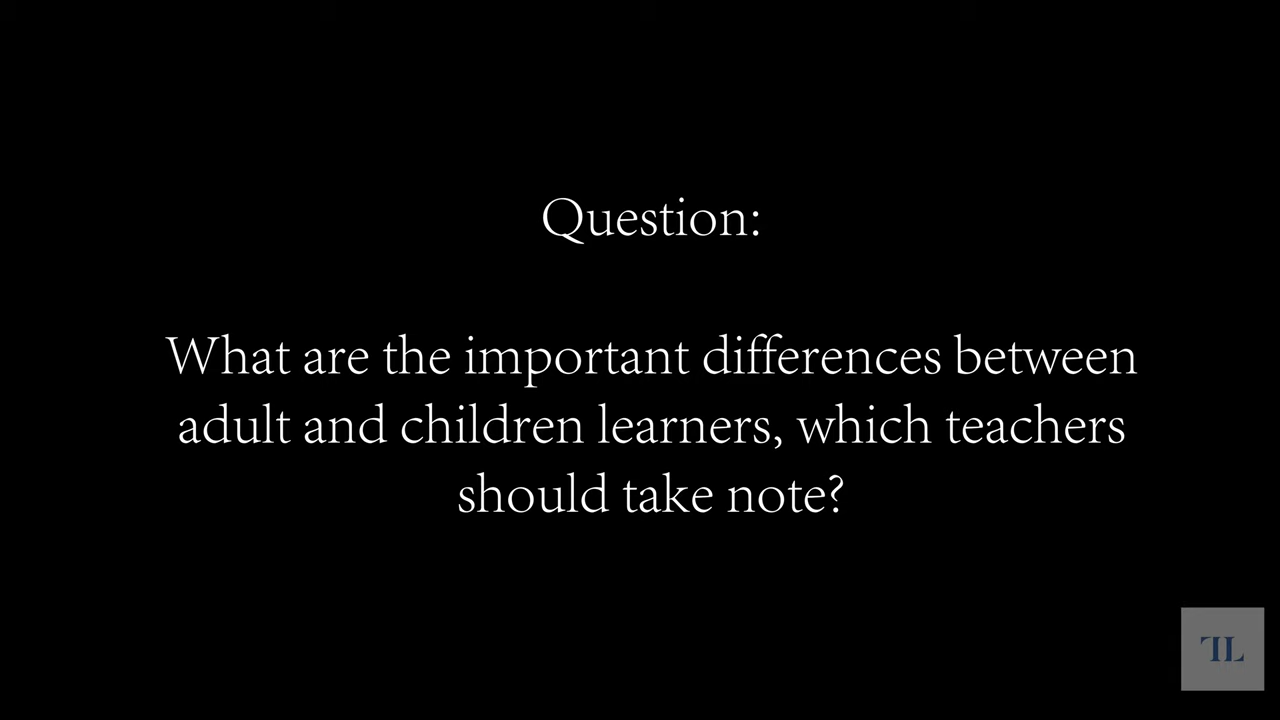 Question:
What are the important differences between
adult and children learners, which teachers
should take note?
TL